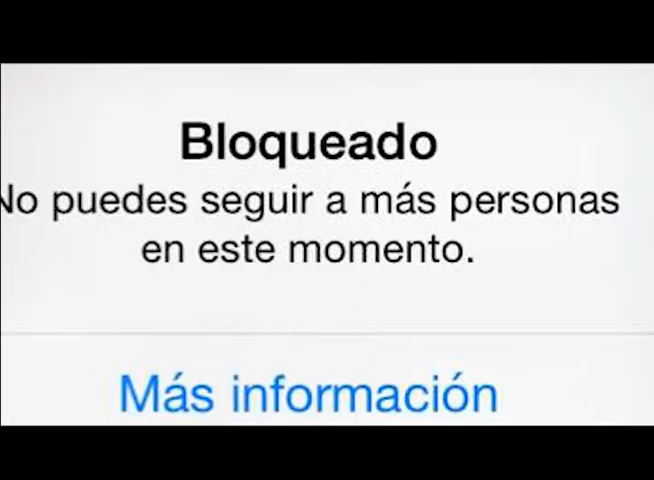 Bloqueado
No puedes seguir a más personas
en este momento.
Más información